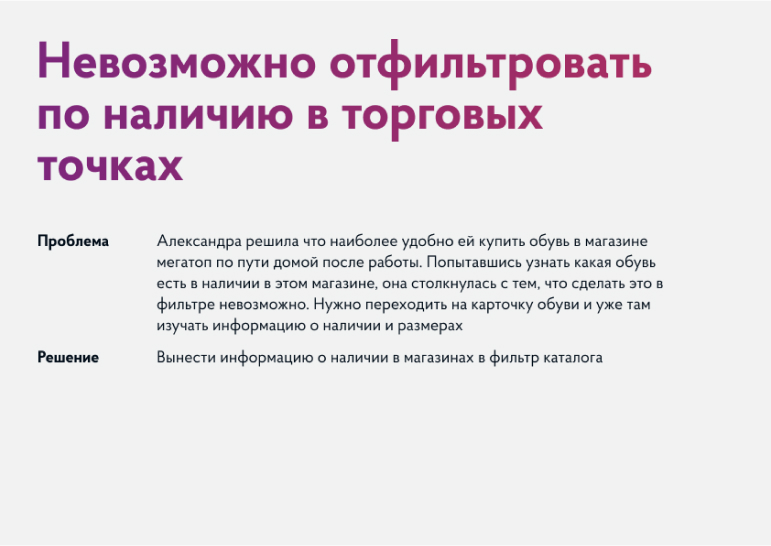 Невозможно отфильтровать
по наличию в торговых
точках
Проблема
Александра решила что наиболее удобно ей купить обувь в магазине
мегатоп по пути домой после работы. Попытавшись узнать какая обувь
есть в наличии в этом магазине, она столкнулась с тем, что сделать это в
фильтре невозможно. Нужно переходить на карточку обуви и уже там
изучать информацию о наличии и размерах
Решение
Вынести информацию о наличии в магазинах в фильтр каталога